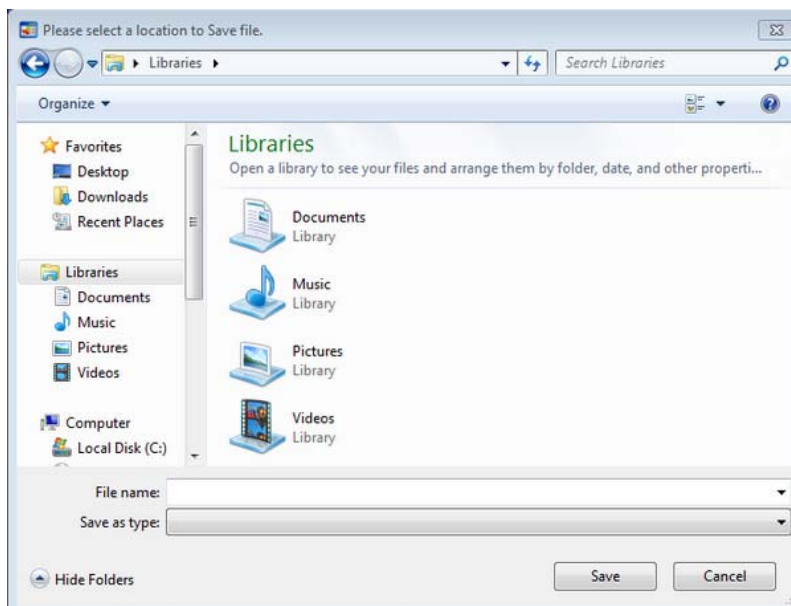 Please select a location to Save file.
Libraries
Search Libraries
Organize
Favorites
Desktop
Downloads
Recent Places
Libraries
Documents
Music
Pictures
Videos
Computer
Local Disk (C:)
Libraries
Open a library to see your files and arrange them by folder, date, and other properti...
Documents
Library
Music
Library
Pictures
Library
Videos
Library
File name:
Save as type:
Hide Folders
Save
Cancel